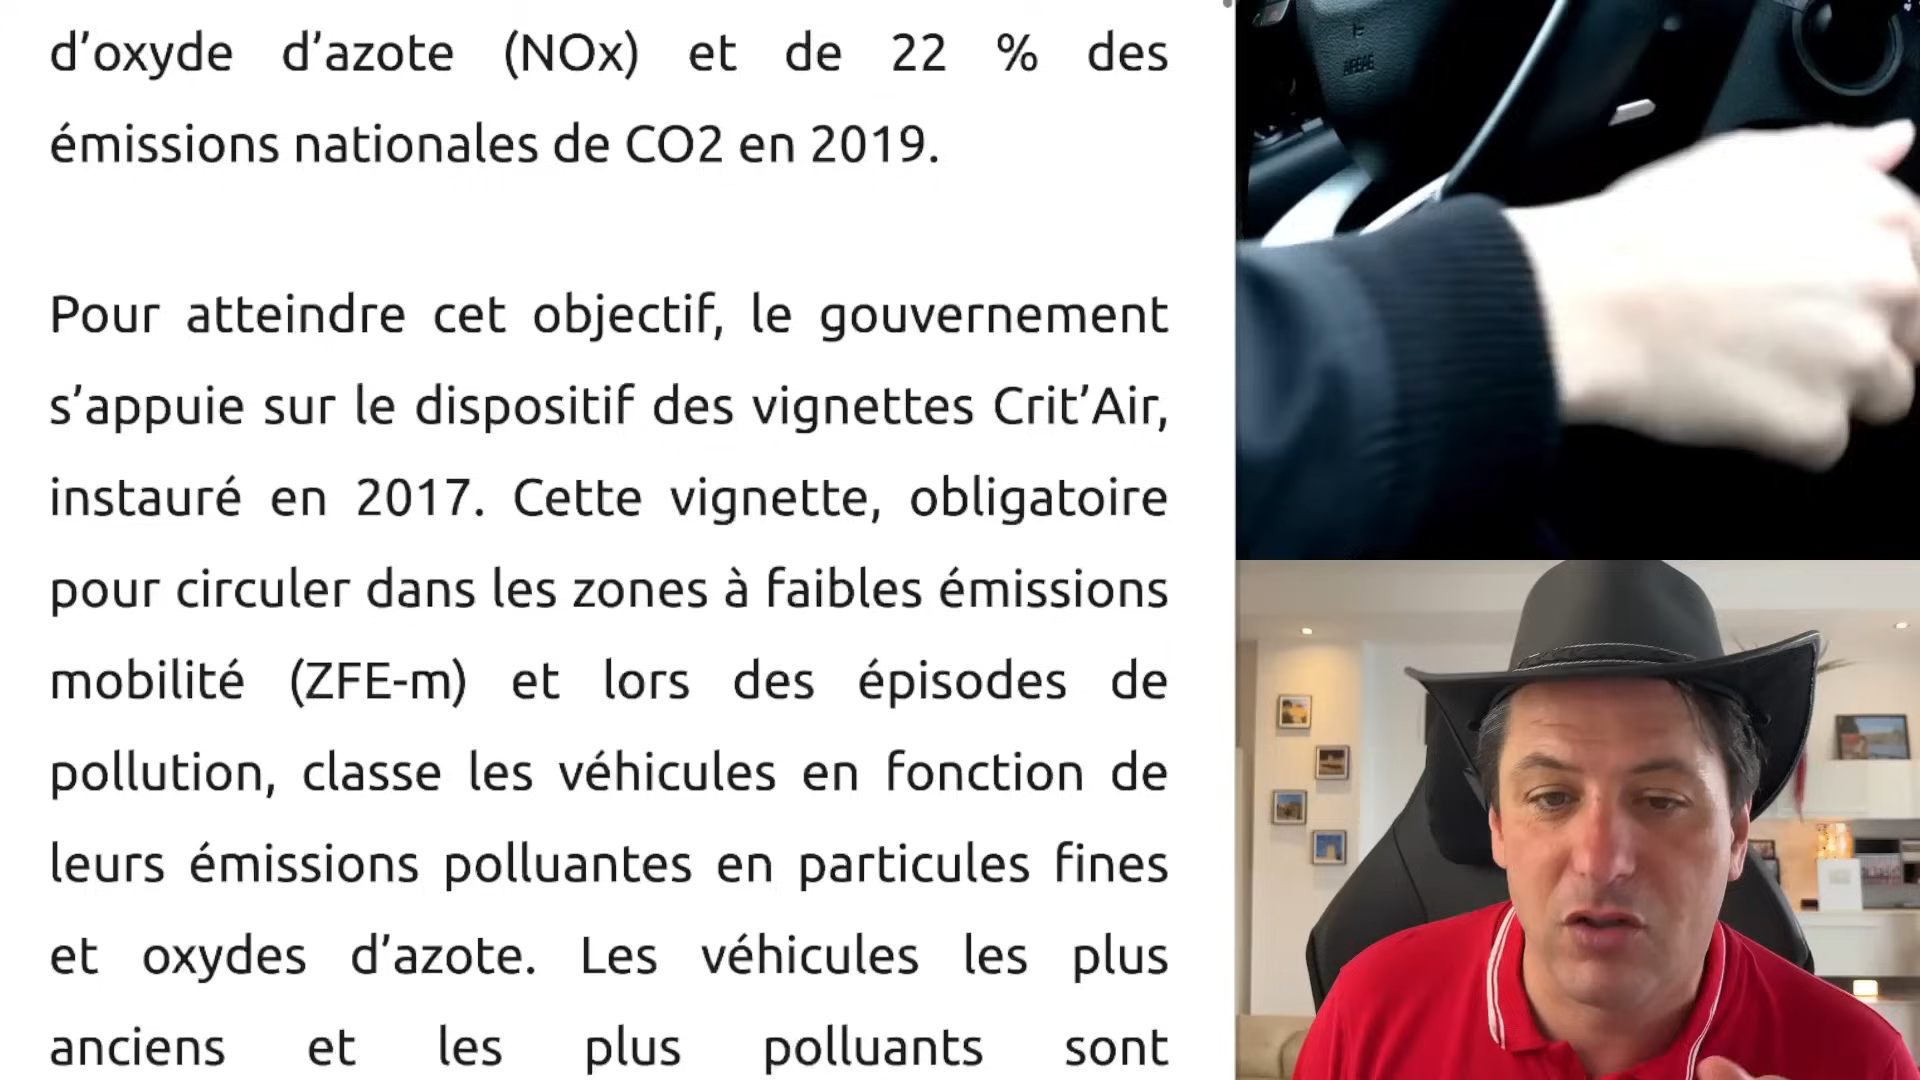 d’oxyde d’azote (NOx) et de 22 % des
émissions nationales de CO2 en 2019.
Pour atteindre cet objectif, le gouvernement
s’appuie sur le dispositif des vignettes Crit’Air,
instauré en 2017. Cette vignette, obligatoire
pour circuler dans les zones à faibles émissions
mobilité (ZFE-m) et lors des épisodes de
pollution, classe les véhicules en fonction de
leurs émissions polluantes en particules fines
et oxydes d’azote. Les véhicules les plus
anciens et les plus polluants sont
AIRBAG